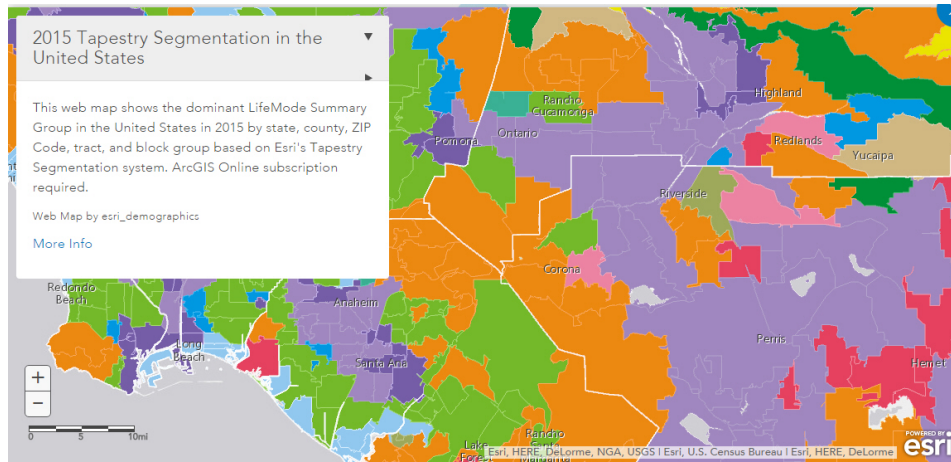 2015 Tapestry Segmentation in the
United States
This web map shows the dominant LifeMode Summary
Group in the United States in 2015 by state, county, ZIP
Code, tract, and block group based on Esri's Tapestry
Segmentation system. ArcGIS Online subscription
required.
Web Map by esri_demographics
More Info
Rancho
Cucamonga
Highland
Ontario
Pomona
Redlands
Yucaipa
Riverside
Corona
Redondo
Beach
Anaheim
Long
Beach
Perris
Santa Ana
Hemet
+
−
0 5 10mi
Lake
Forest
Rancho
Santa
Margarita
Esri, HERE, DeLorme, NGA, USGS | Esri, U.S. Census Bureau | Esri, HERE, DeLorme
POWERED BY
esri